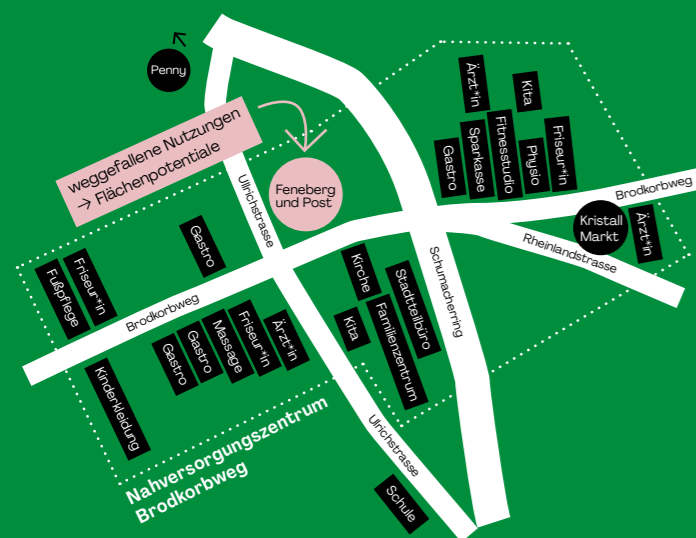 Penny
weggefallene Nutzungen
→ Flächenpotentiale
Feneberg
und Post
Ullrichstrasse
Ärzt*in
Kita
Gastro
Sparkasse
Fitnesstudio
Physio
Friseur*in
Brodkorbweg
Kristall
Markt
Ärzt*in
Rheinlandstrasse
Schumacherring
Fußpflege
Friseur*in
Gastro
Brodkorbweg
Kinderkleidung
Gastro
Gastro
Massage
Friseur*in
Ärzt*in
Kirche
Kita
Familienzentrum
Stadtteilbüro
Ulrichstrasse
Schule
Nahversorgungszentrum
Brodkorbweg